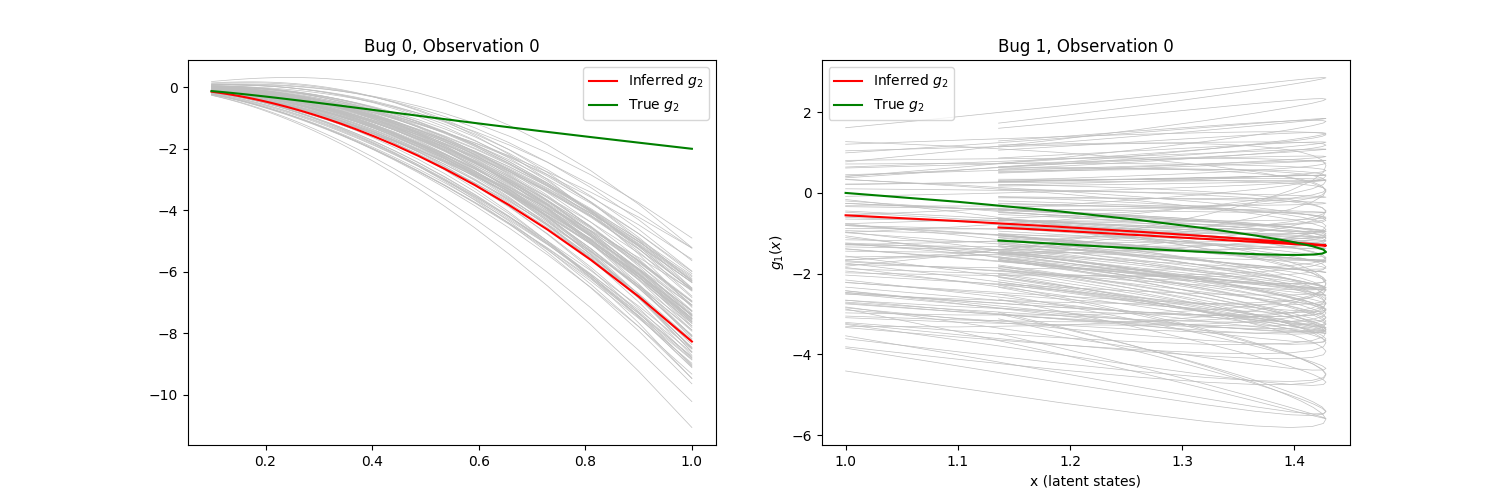 Bug 0, Observation 0
Inferred g₂
True g₂
0
−2
−4
−6
−8
−10
0.2 0.4 0.6 0.8 1.0
Bug 1, Observation 0
Inferred g₂
True g₂
2
0
−2
−4
−6
g₁(x)
1.0 1.1 1.2 1.3 1.4
x (latent states)